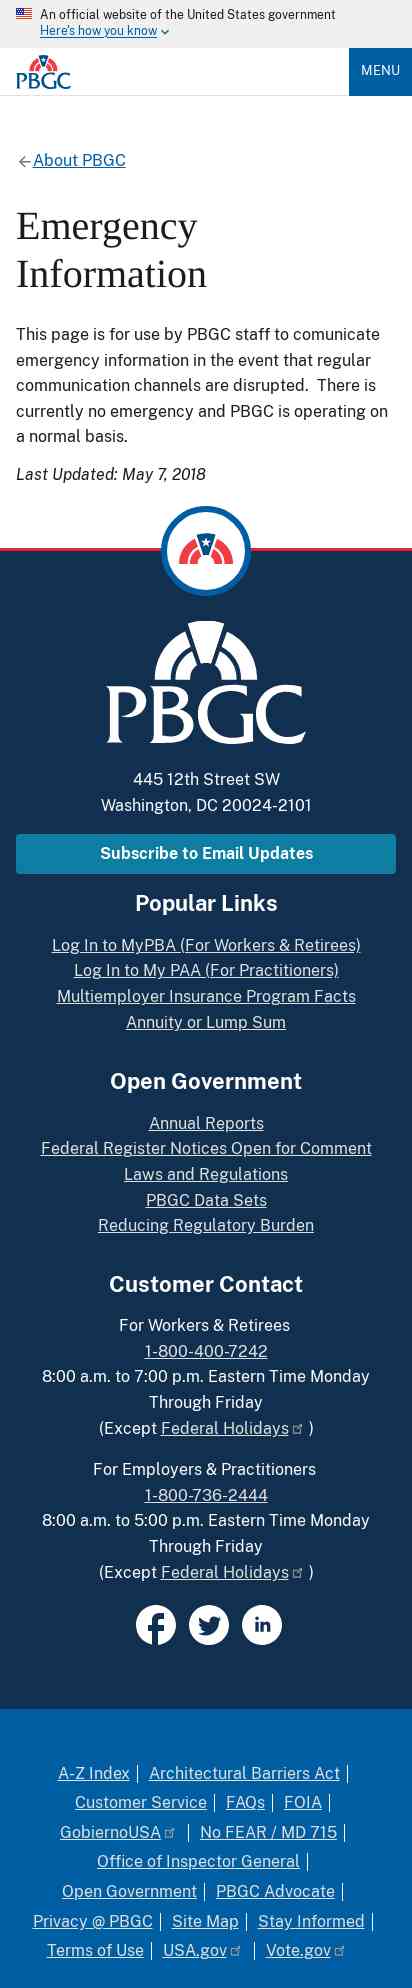 An official website of the United States government
Here's how you know
PBGC
MENU
About PBGC
Emergency
Information
This page is for use by PBGC staff to comunicate
emergency information in the event that regular
communication channels are disrupted.  There is
currently no emergency and PBGC is operating on
a normal basis.
Last Updated: May 7, 2018
PBGC
445 12th Street SW
Washington, DC 20024-2101
Subscribe to Email Updates
Popular Links
Log In to MyPBA (For Workers & Retirees)
Log In to My PAA (For Practitioners)
Multiemployer Insurance Program Facts
Annuity or Lump Sum
Open Government
Annual Reports
Federal Register Notices Open for Comment
Laws and Regulations
PBGC Data Sets
Reducing Regulatory Burden
Customer Contact
For Workers & Retirees
1-800-400-7242
8:00 a.m. to 7:00 p.m. Eastern Time Monday
Through Friday
(Except Federal Holidays )
For Employers & Practitioners
1-800-736-2444
8:00 a.m. to 5:00 p.m. Eastern Time Monday
Through Friday
(Except Federal Holidays )
A-Z Index | Architectural Barriers Act |
Customer Service | FAQs | FOIA |
GobiernoUSA | No FEAR / MD 715 |
Office of Inspector General |
Open Government | PBGC Advocate |
Privacy @ PBGC | Site Map | Stay Informed |
Terms of Use | USA.gov | Vote.gov